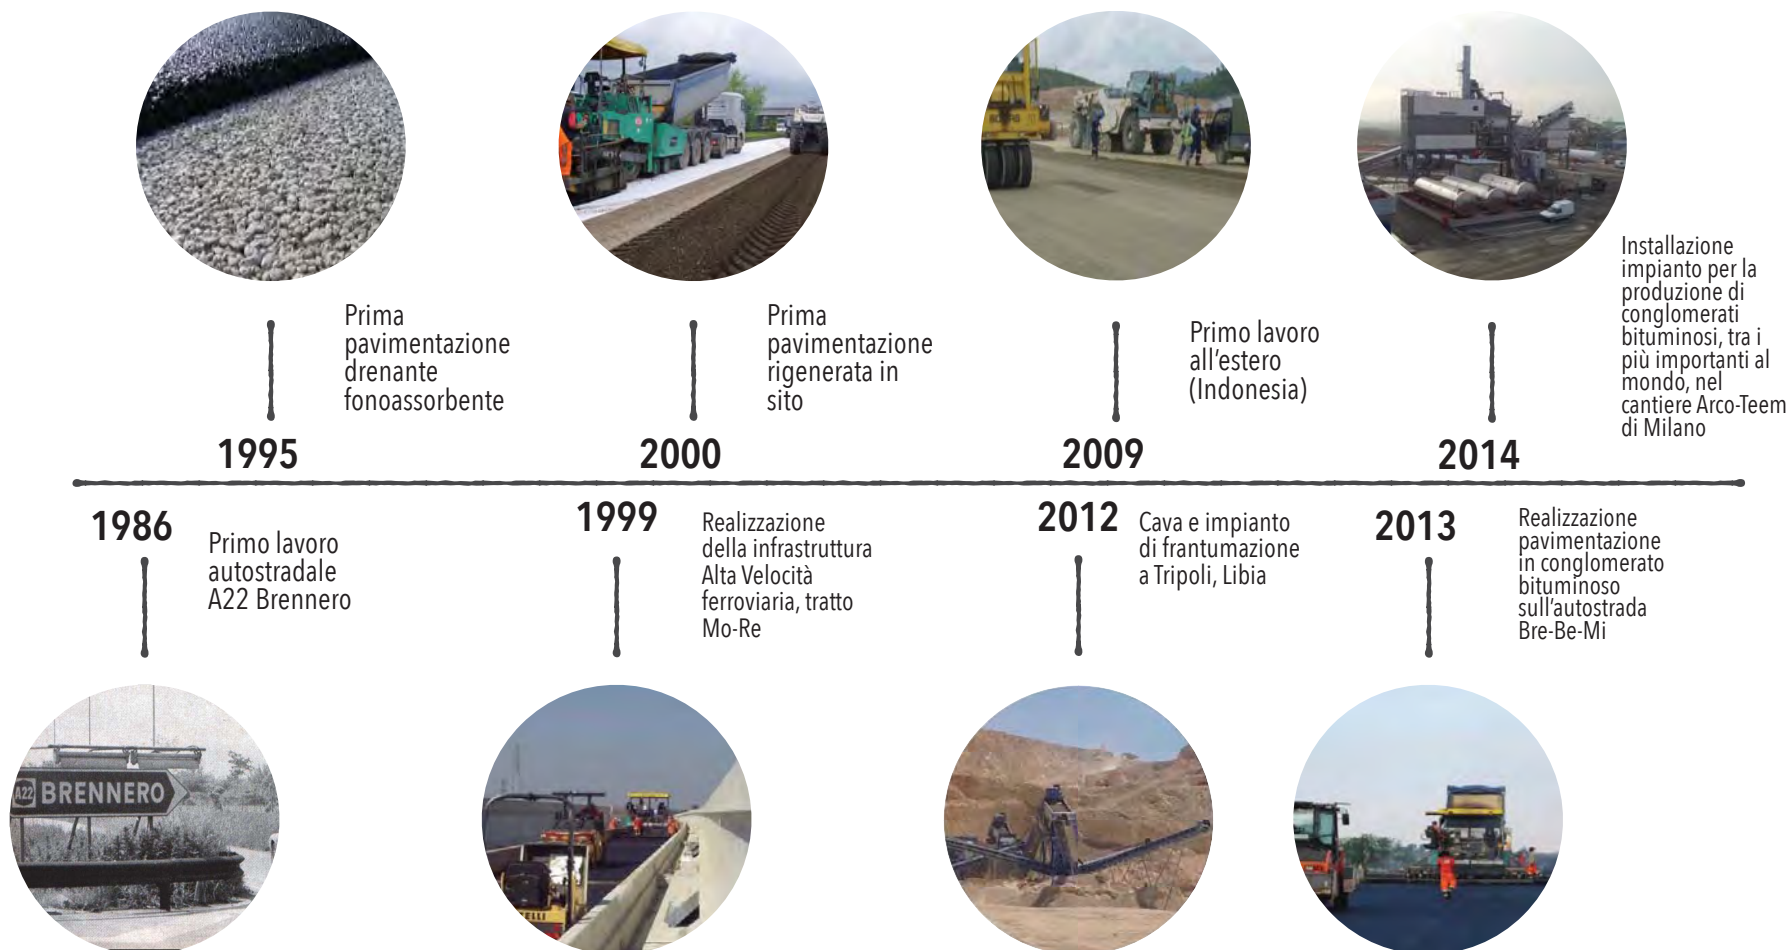 Prima
pavimentazione
drenante
fonoassorbente
1995
Prima
pavimentazione
rigenerata in
sito
2000
Primo lavoro
all’estero
(Indonesia)
2009
Installazione
impianto per la
produzione di
conglomerati
bituminosi, tra i
più importanti al
mondo, nel
cantiere Arco-Teem
di Milano
2014
1986
Primo lavoro
autostradale
A22 Brennero
1999
Realizzazione
della infrastruttura
Alta Velocità
ferroviaria, tratto
Mo-Re
2012
Cava e impianto
di frantumazione
a Tripoli, Libia
2013
Realizzazione
pavimentazione
in conglomerato
bituminoso
sull’autostrada
Bre-Be-Mi
A22 BRENNERO